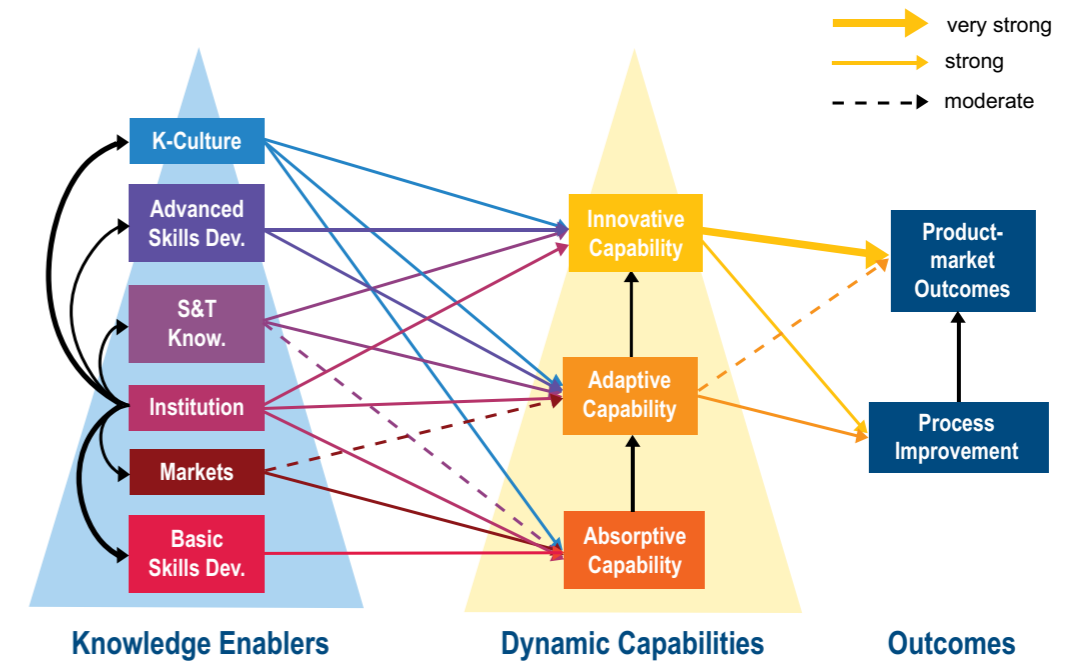 very strong
strong
moderate
K-Culture
Advanced
Skills Dev.
S&T
Know.
Institution
Markets
Basic
Skills Dev.
Innovative
Capability
Adaptive
Capability
Absorptive
Capability
Product-
market
Outcomes
Process
Improvement
Knowledge Enablers
Dynamic Capabilities
Outcomes